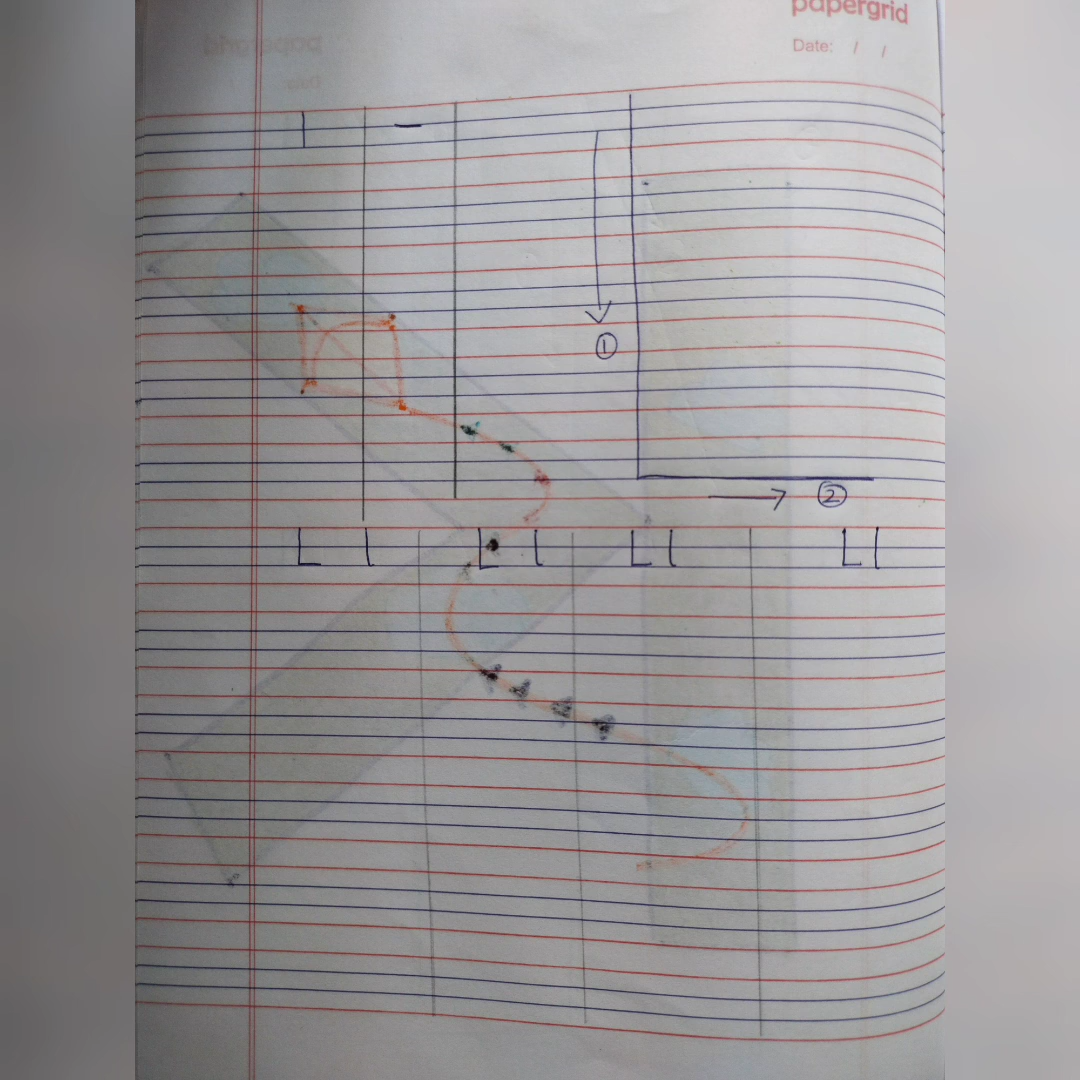 papergrid
Date: / /
| —
①
②
L | L | L | L |